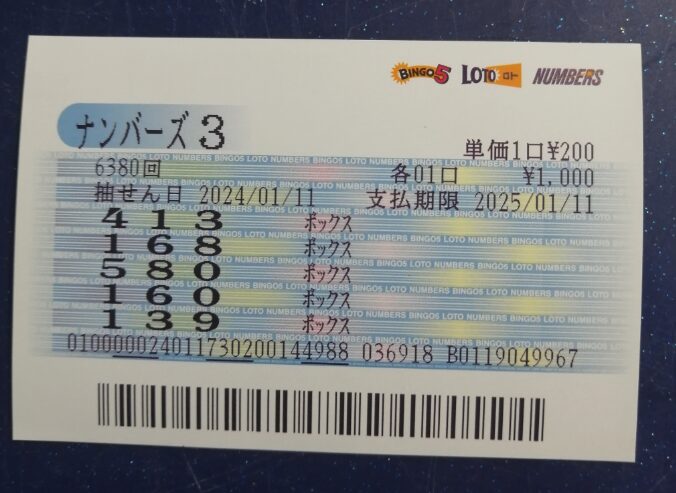 BINGO5 LOTO ロト NUMBERS
ナンバーズ3
単価1口¥200
6380回 各01口 ¥1,000
抽せん日 2024/01/11 支払期限 2025/01/11
413 ボックス
168 ボックス
580 ボックス
160 ボックス
139 ボックス
010000024011730200144988 036918 B0119049967